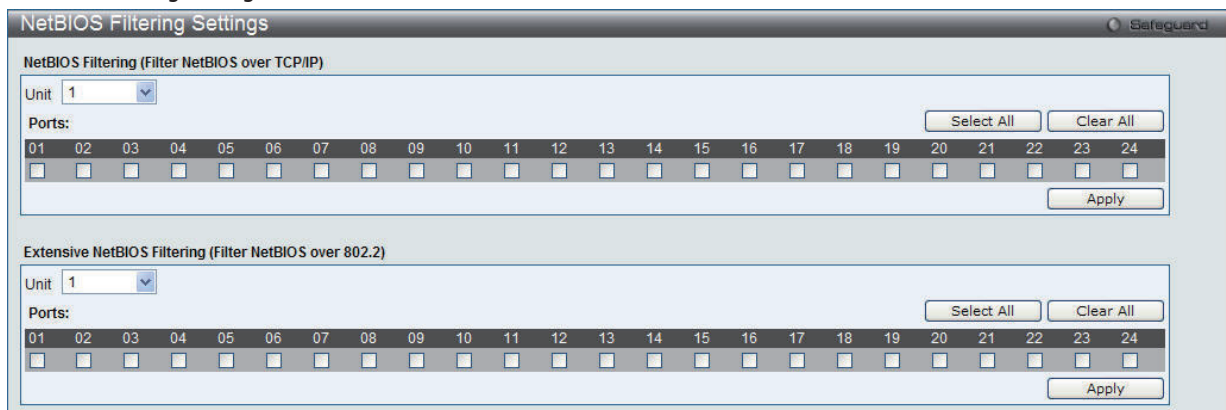 NetBIOS Filtering Settings
Safeguard
NetBIOS Filtering (Filter NetBIOS over TCP/IP)
Unit 1
Ports: Select All Clear All
01 02 03 04 05 06 07 08 09 10 11 12 13 14 15 16 17 18 19 20 21 22 23 24
Apply
Extensive NetBIOS Filtering (Filter NetBIOS over 802.2)
Unit 1
Ports: Select All Clear All
01 02 03 04 05 06 07 08 09 10 11 12 13 14 15 16 17 18 19 20 21 22 23 24
Apply